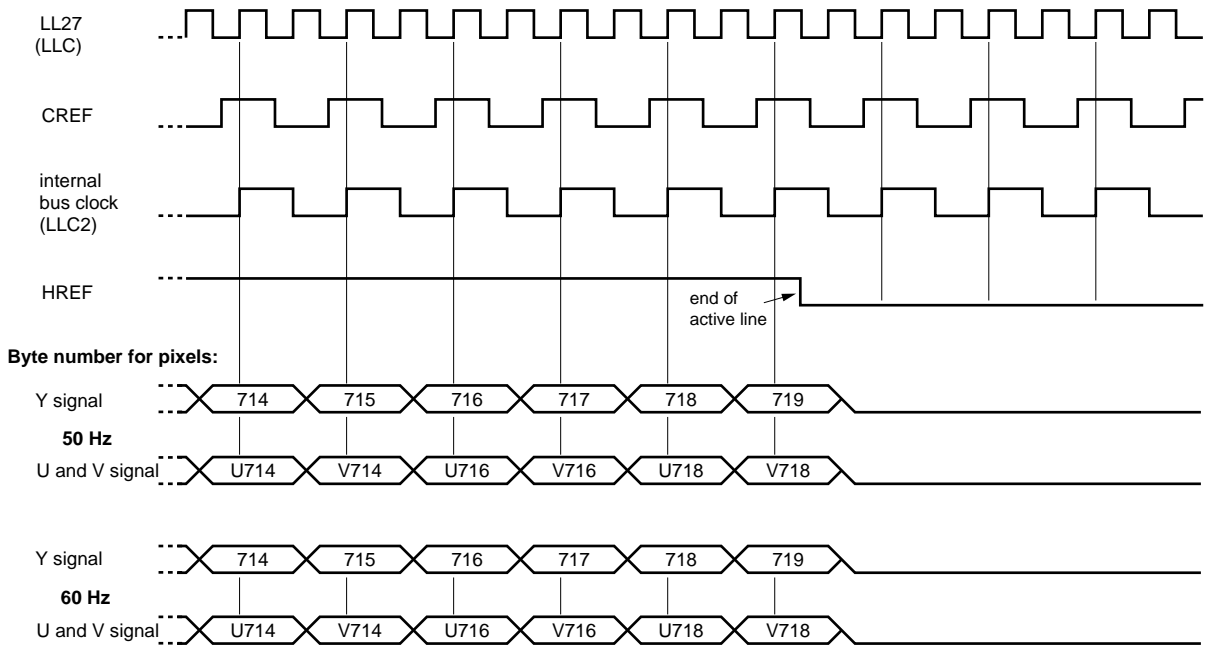 LL27
(LLC)
CREF
internal
bus clock
(LLC2)
HREF
end of
active line
Byte number for pixels:
Y signal 714 715 716 717 718 719
50 Hz
U and V signal U714 V714 U716 V716 U718 V718
Y signal 714 715 716 717 718 719
60 Hz
U and V signal U714 V714 U716 V716 U718 V718